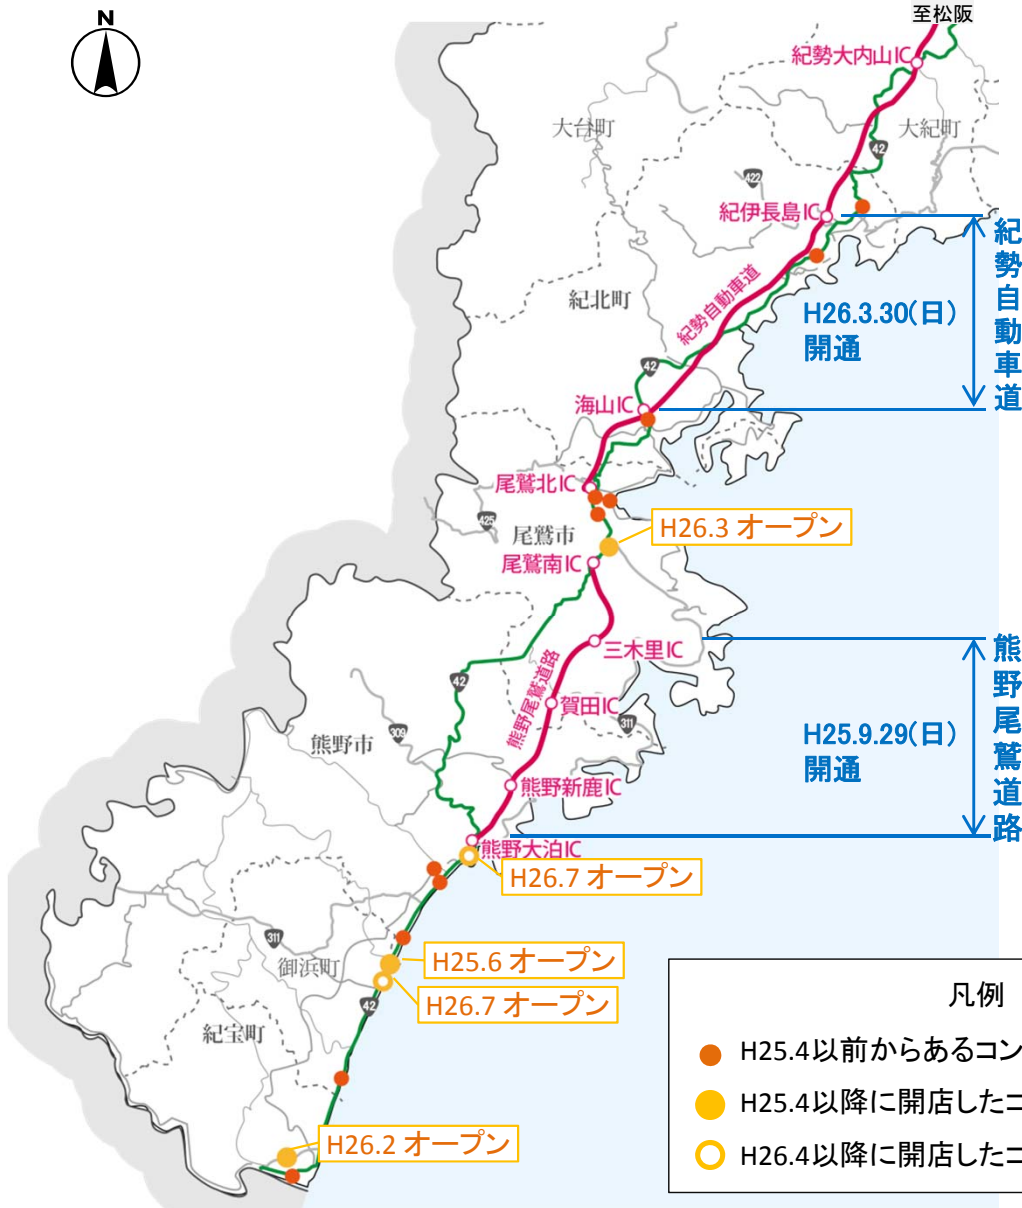 N
至松阪
紀勢大内山IC
大台町
大紀町
42
422
紀伊長島IC
紀勢自動車道
紀北町
紀勢自動車道
H26.3.30(日)
開通
42
海山IC
尾鷲北IC
425
尾鷲市
H26.3 オープン
尾鷲南IC
三木里IC
熊野尾鷲道路
42
賀田IC
311
309
熊野市
熊野尾鷲道路
H25.9.29(日)
開通
熊野新鹿IC
熊野大泊IC
H26.7 オープン
311
御浜町
H25.6 オープン
H26.7 オープン
42
紀宝町
H26.2 オープン
凡例
H25.4以前からあるコン
H25.4以降に開店したコ
H26.4以降に開店したコ